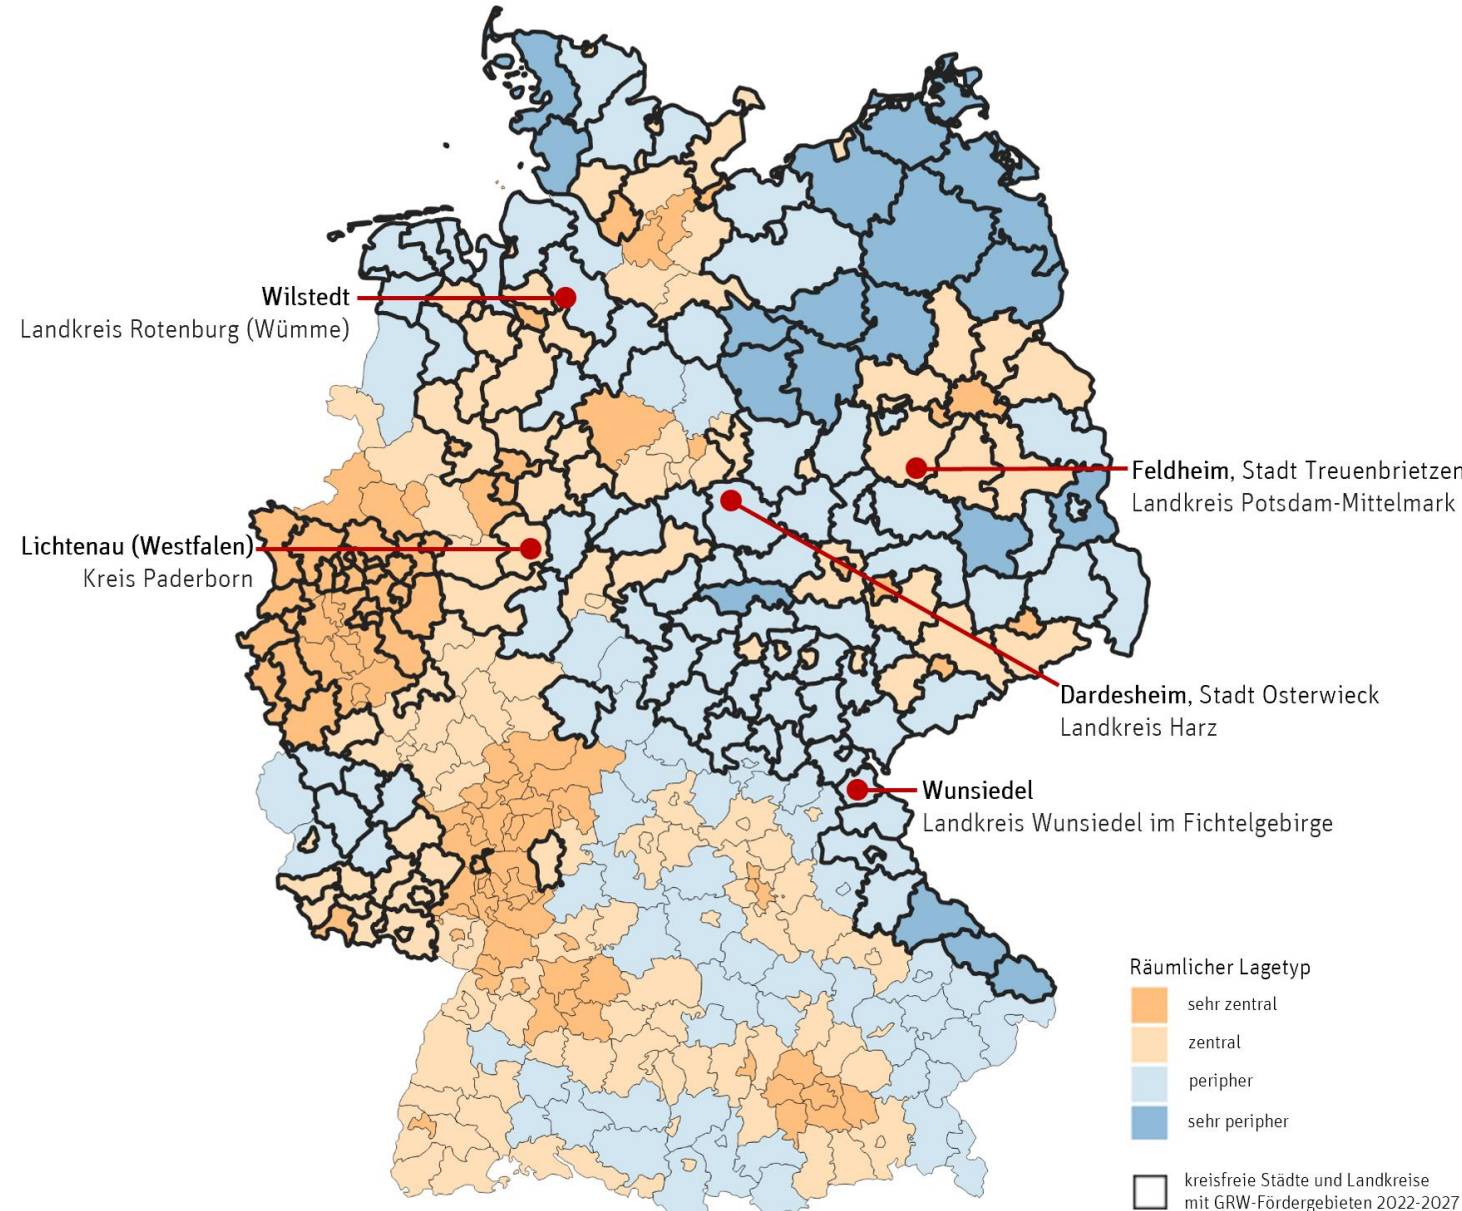 Wilstedt
Landkreis Rotenburg (Wümme)
Feldheim, Stadt Treuenbrietzen
Landkreis Potsdam-Mittelmark
Lichtenau (Westfalen)
Kreis Paderborn
Dardesheim, Stadt Osterwieck
Landkreis Harz
Wunsiedel
Landkreis Wunsiedel im Fichtelgebirge
Räumlicher Lagetyp
sehr zentral
zentral
peripher
sehr peripher
kreisfreie Städte und Landkreise
mit GRW-Fördergebieten 2022-2027